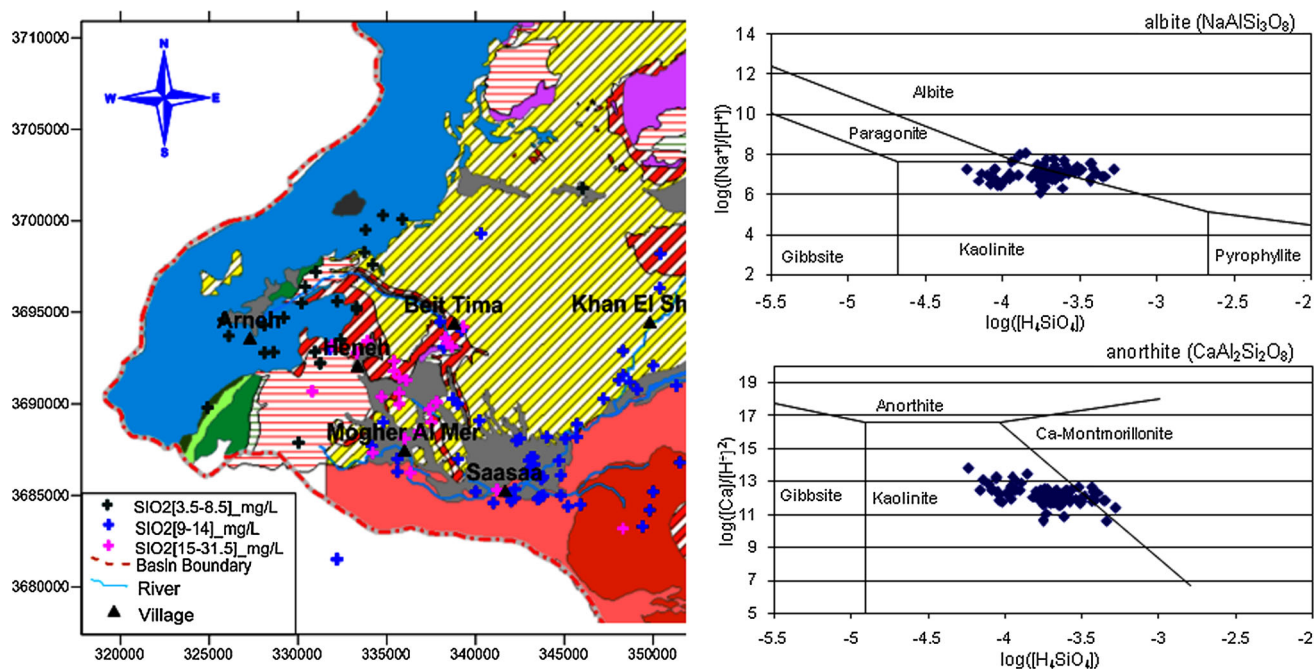 3710000
3705000
3700000
3695000
3690000
3685000
3680000
N
W E
S
Beit Tima
Khan El Sh
Arneh
Heneh
Mogher Al Mer
Saasaa
SIO2[3.5-8.5]_mg/L
SIO2[9-14]_mg/L
SIO2[15-31.5]_mg/L
Basin Boundary
River
Village
320000 325000 330000 335000 340000 345000 350000
albite (NaAlSi₃O₈)
log([Na⁺]/[H⁺])
14
12
10
8
6
4
2
Albite
Paragonite
Gibbsite
Kaolinite
Pyrophyllite
-5.5 -5 -4.5 -4 -3.5 -3 -2.5 -2
log([H₄SiO₄])
anorthite (CaAl₂Si₂O₈)
19
17
15
13
11
9
7
5
Anorthite
Ca-Montmorillonite
Gibbsite
Kaolinite
-5.5 -5 -4.5 -4 -3.5 -3 -2.5 -2
log([H₄SiO₄])